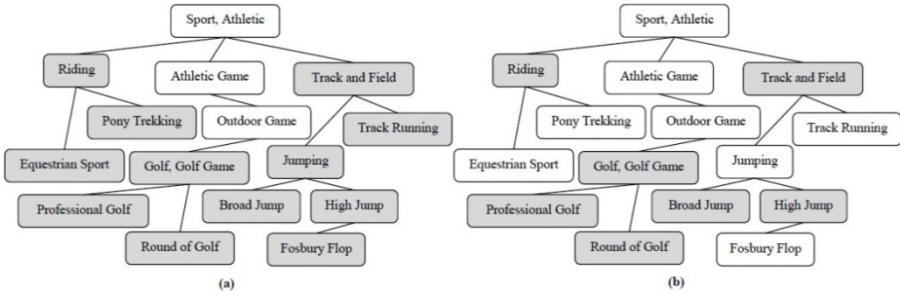 Sport, Athletic
Riding
Athletic Game
Track and Field
Pony Trekking
Outdoor Game
Track Running
Equestrian Sport
Golf, Golf Game
Jumping
Professional Golf
Broad Jump
High Jump
Round of Golf
Fosbury Flop
(a)
Sport, Athletic
Riding
Athletic Game
Track and Field
Pony Trekking
Outdoor Game
Track Running
Equestrian Sport
Golf, Golf Game
Jumping
Professional Golf
Broad Jump
High Jump
Round of Golf
Fosbury Flop
(b)